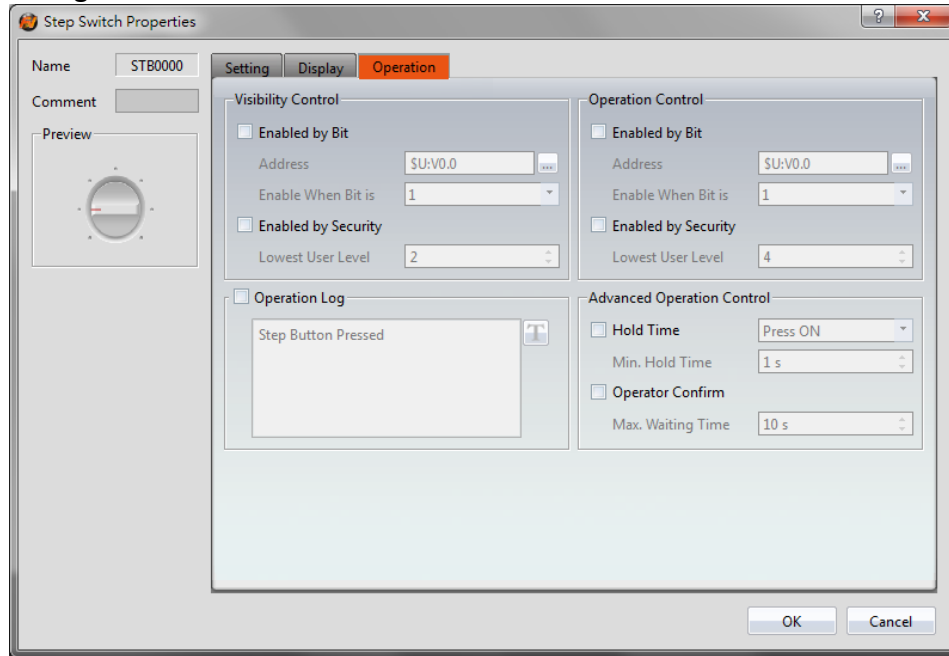 Step Switch Properties
Name STB0000
Comment
Preview
Setting Display Operation
Visibility Control
Enabled by Bit
Address $U:V0.0 ...
Enable When Bit is 1
Enabled by Security
Lowest User Level 2
Operation Control
Enabled by Bit
Address $U:V0.0 ...
Enable When Bit is 1
Enabled by Security
Lowest User Level 4
Operation Log
Step Button Pressed T
Advanced Operation Control
Hold Time Press ON
Min. Hold Time 1 s
Operator Confirm
Max. Waiting Time 10 s
OK Cancel